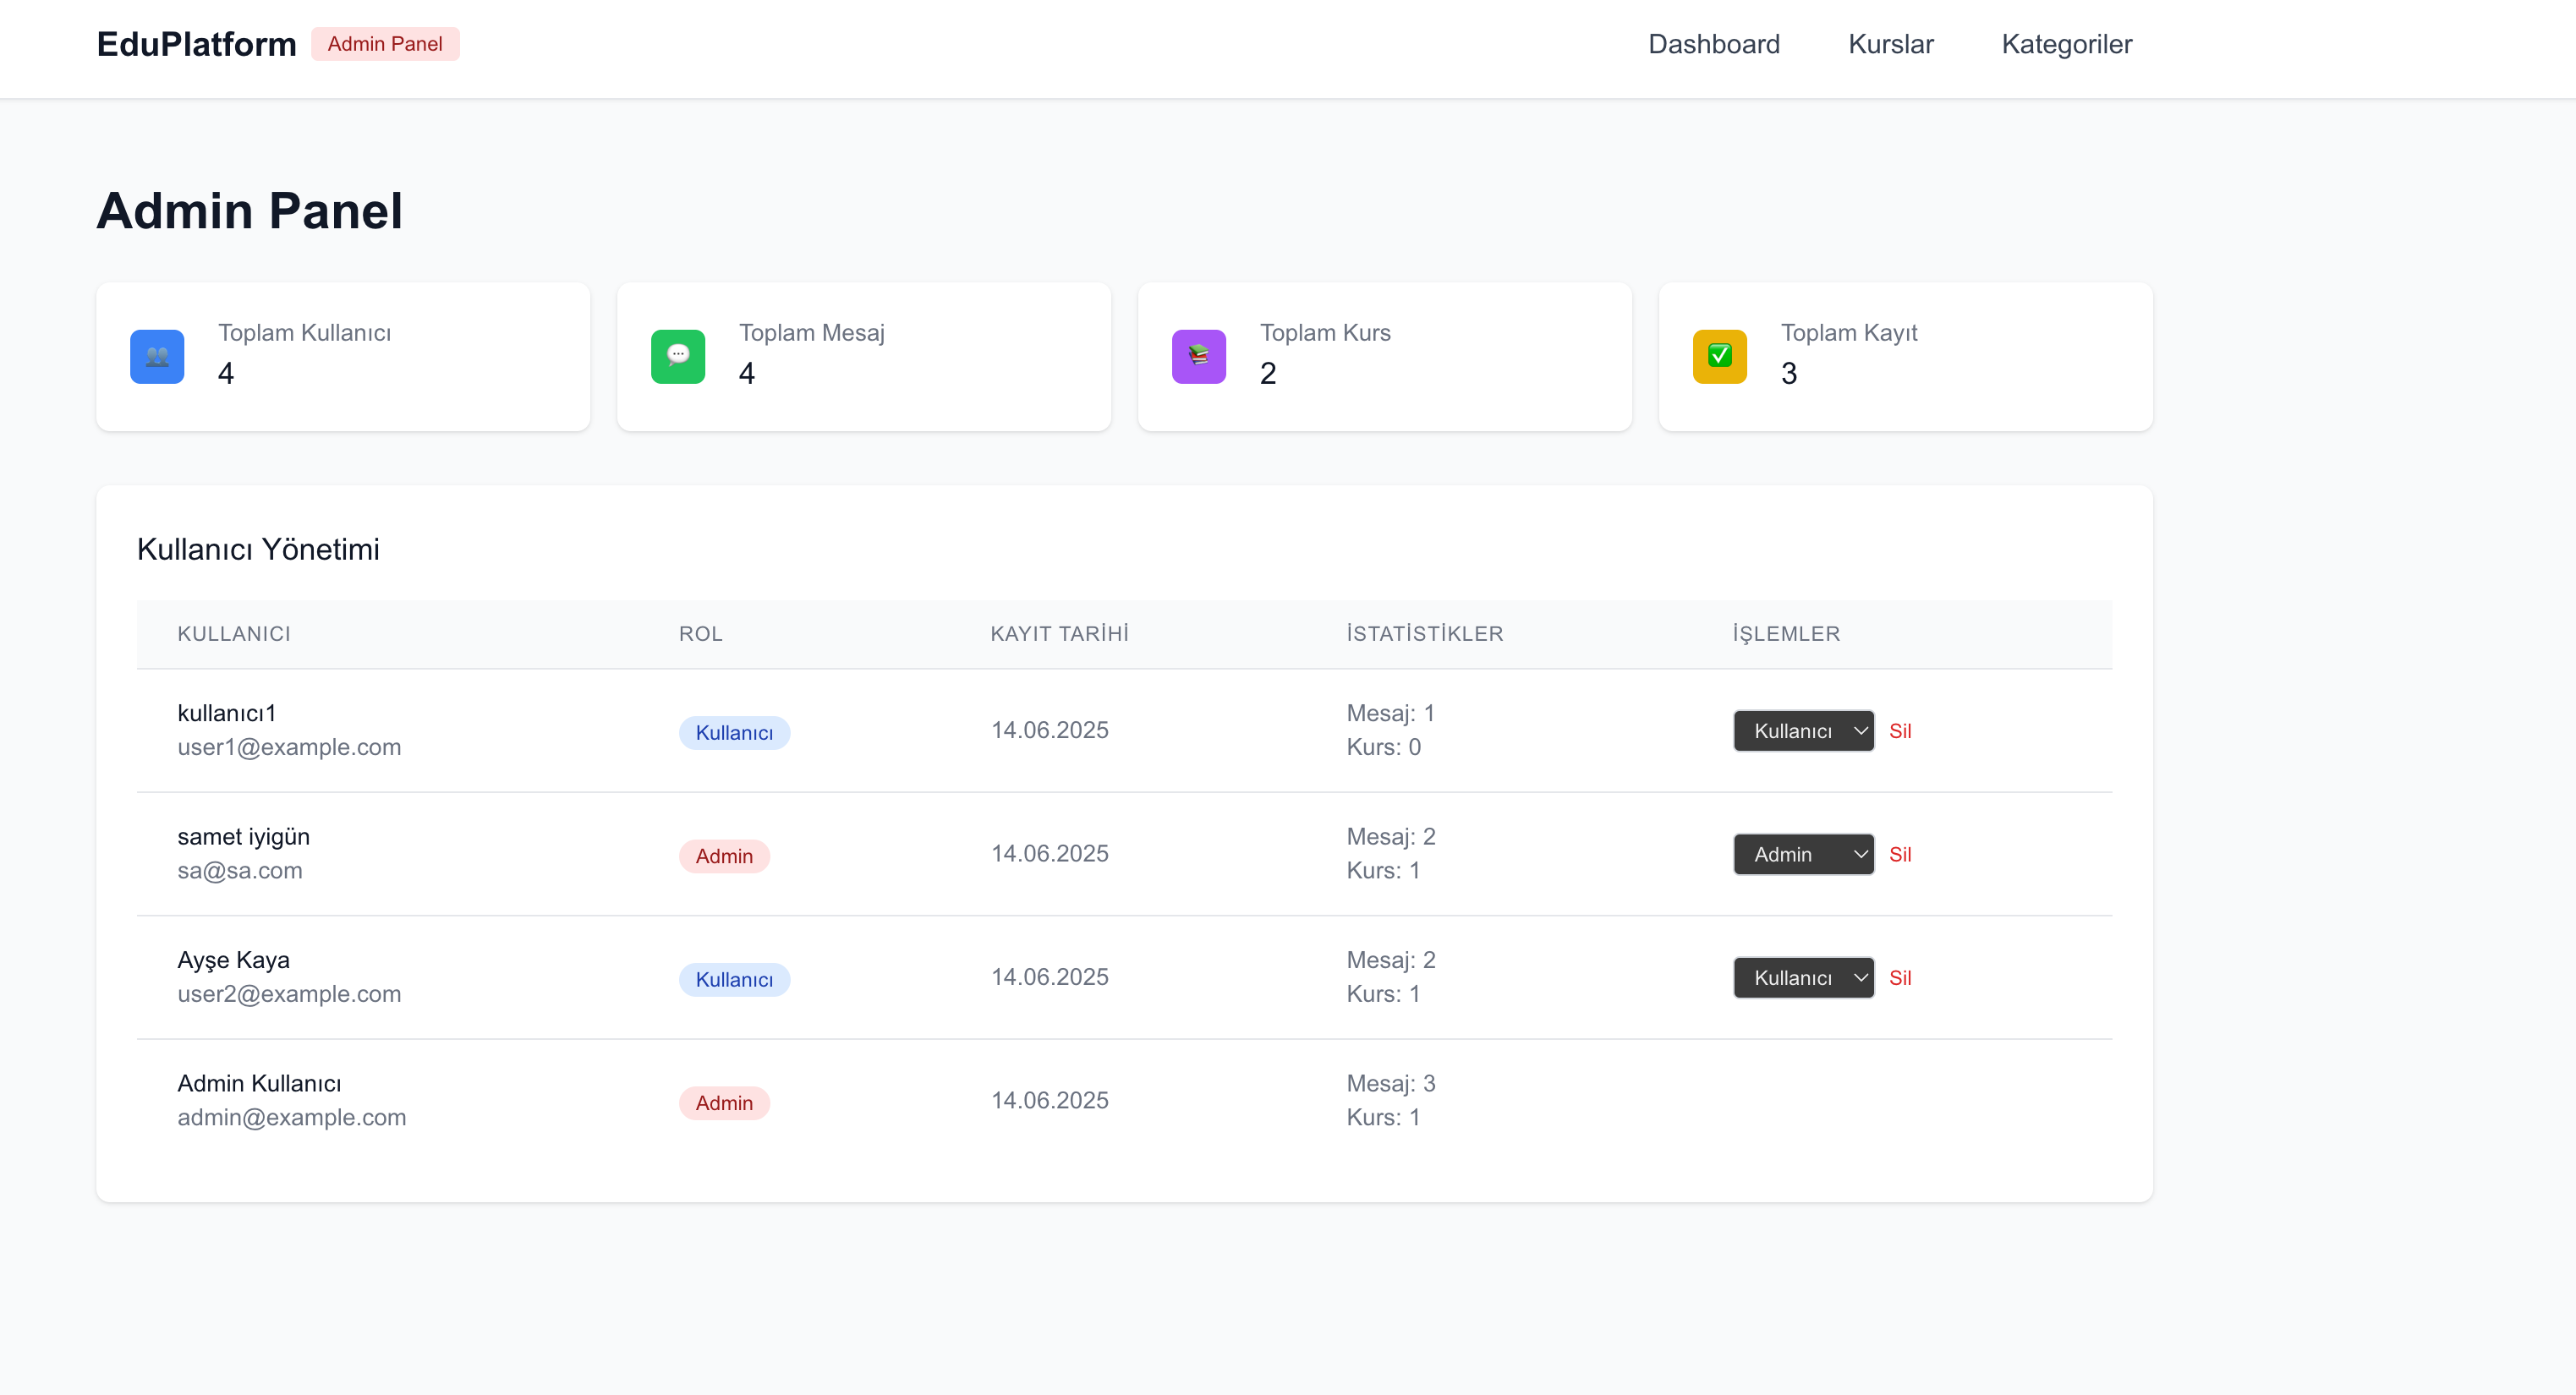 EduPlatform Admin Panel Dashboard Kurslar Kategoriler
Admin Panel
Toplam Kullanıcı
4
Toplam Mesaj
4
Toplam Kurs
2
Toplam Kayıt
3
Kullanıcı Yönetimi
KULLANICI ROL KAYIT TARİHİ İSTATİSTİKLER İŞLEMLER
kullanıcı1
user1@example.com
Kullanıcı
14.06.2025
Mesaj: 1
Kurs: 0
Kullanıcı Sil
samet iyigün
sa@sa.com
Admin
14.06.2025
Mesaj: 2
Kurs: 1
Admin Sil
Ayşe Kaya
user2@example.com
Kullanıcı
14.06.2025
Mesaj: 2
Kurs: 1
Kullanıcı Sil
Admin Kullanıcı
admin@example.com
Admin
14.06.2025
Mesaj: 3
Kurs: 1